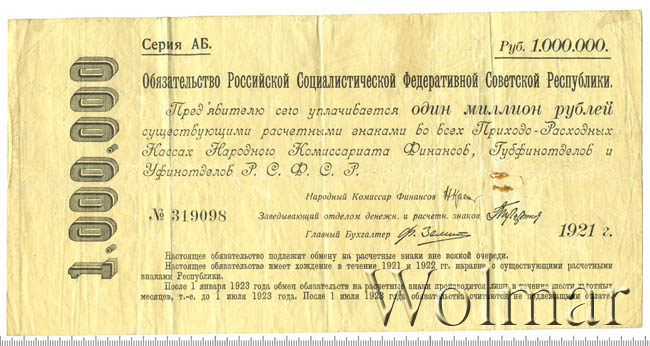 Серия АБ.
Руб. 1.000.000.
1.000.000
Обязательство Российской Социалистической Федеративной Советской Республики.
Пред'явителю сего уплачивается один миллион рублей
существующими расчетными знаками во всех Приходо-Расходных
Кассах Народного Комиссариата Финансов, Губфинотделов и
Уфинотделов Р. С. Ф. С. Р.
Народный Комиссар Финансов
№ 319098
Заведывающий отделом денежн. и расчетн. знаков
Главный Бухгалтер
1921 г.
Настоящее обязательство подлежит обмену на расчетные знаки вне всякой очереди.
Настоящее обязательство имеет хождение в течение 1921 и 1922 гг. наравне с существующими расчетными
знаками Республики.
После 1 января 1923 года обмен обязательств на расчетные знаки производится лишь в течение шести льготных
месяцев, т.-е. до 1 июля 1923 года. После 1 июля 1923 года обязательства считаются не подлежащими оплате.
Wolmar